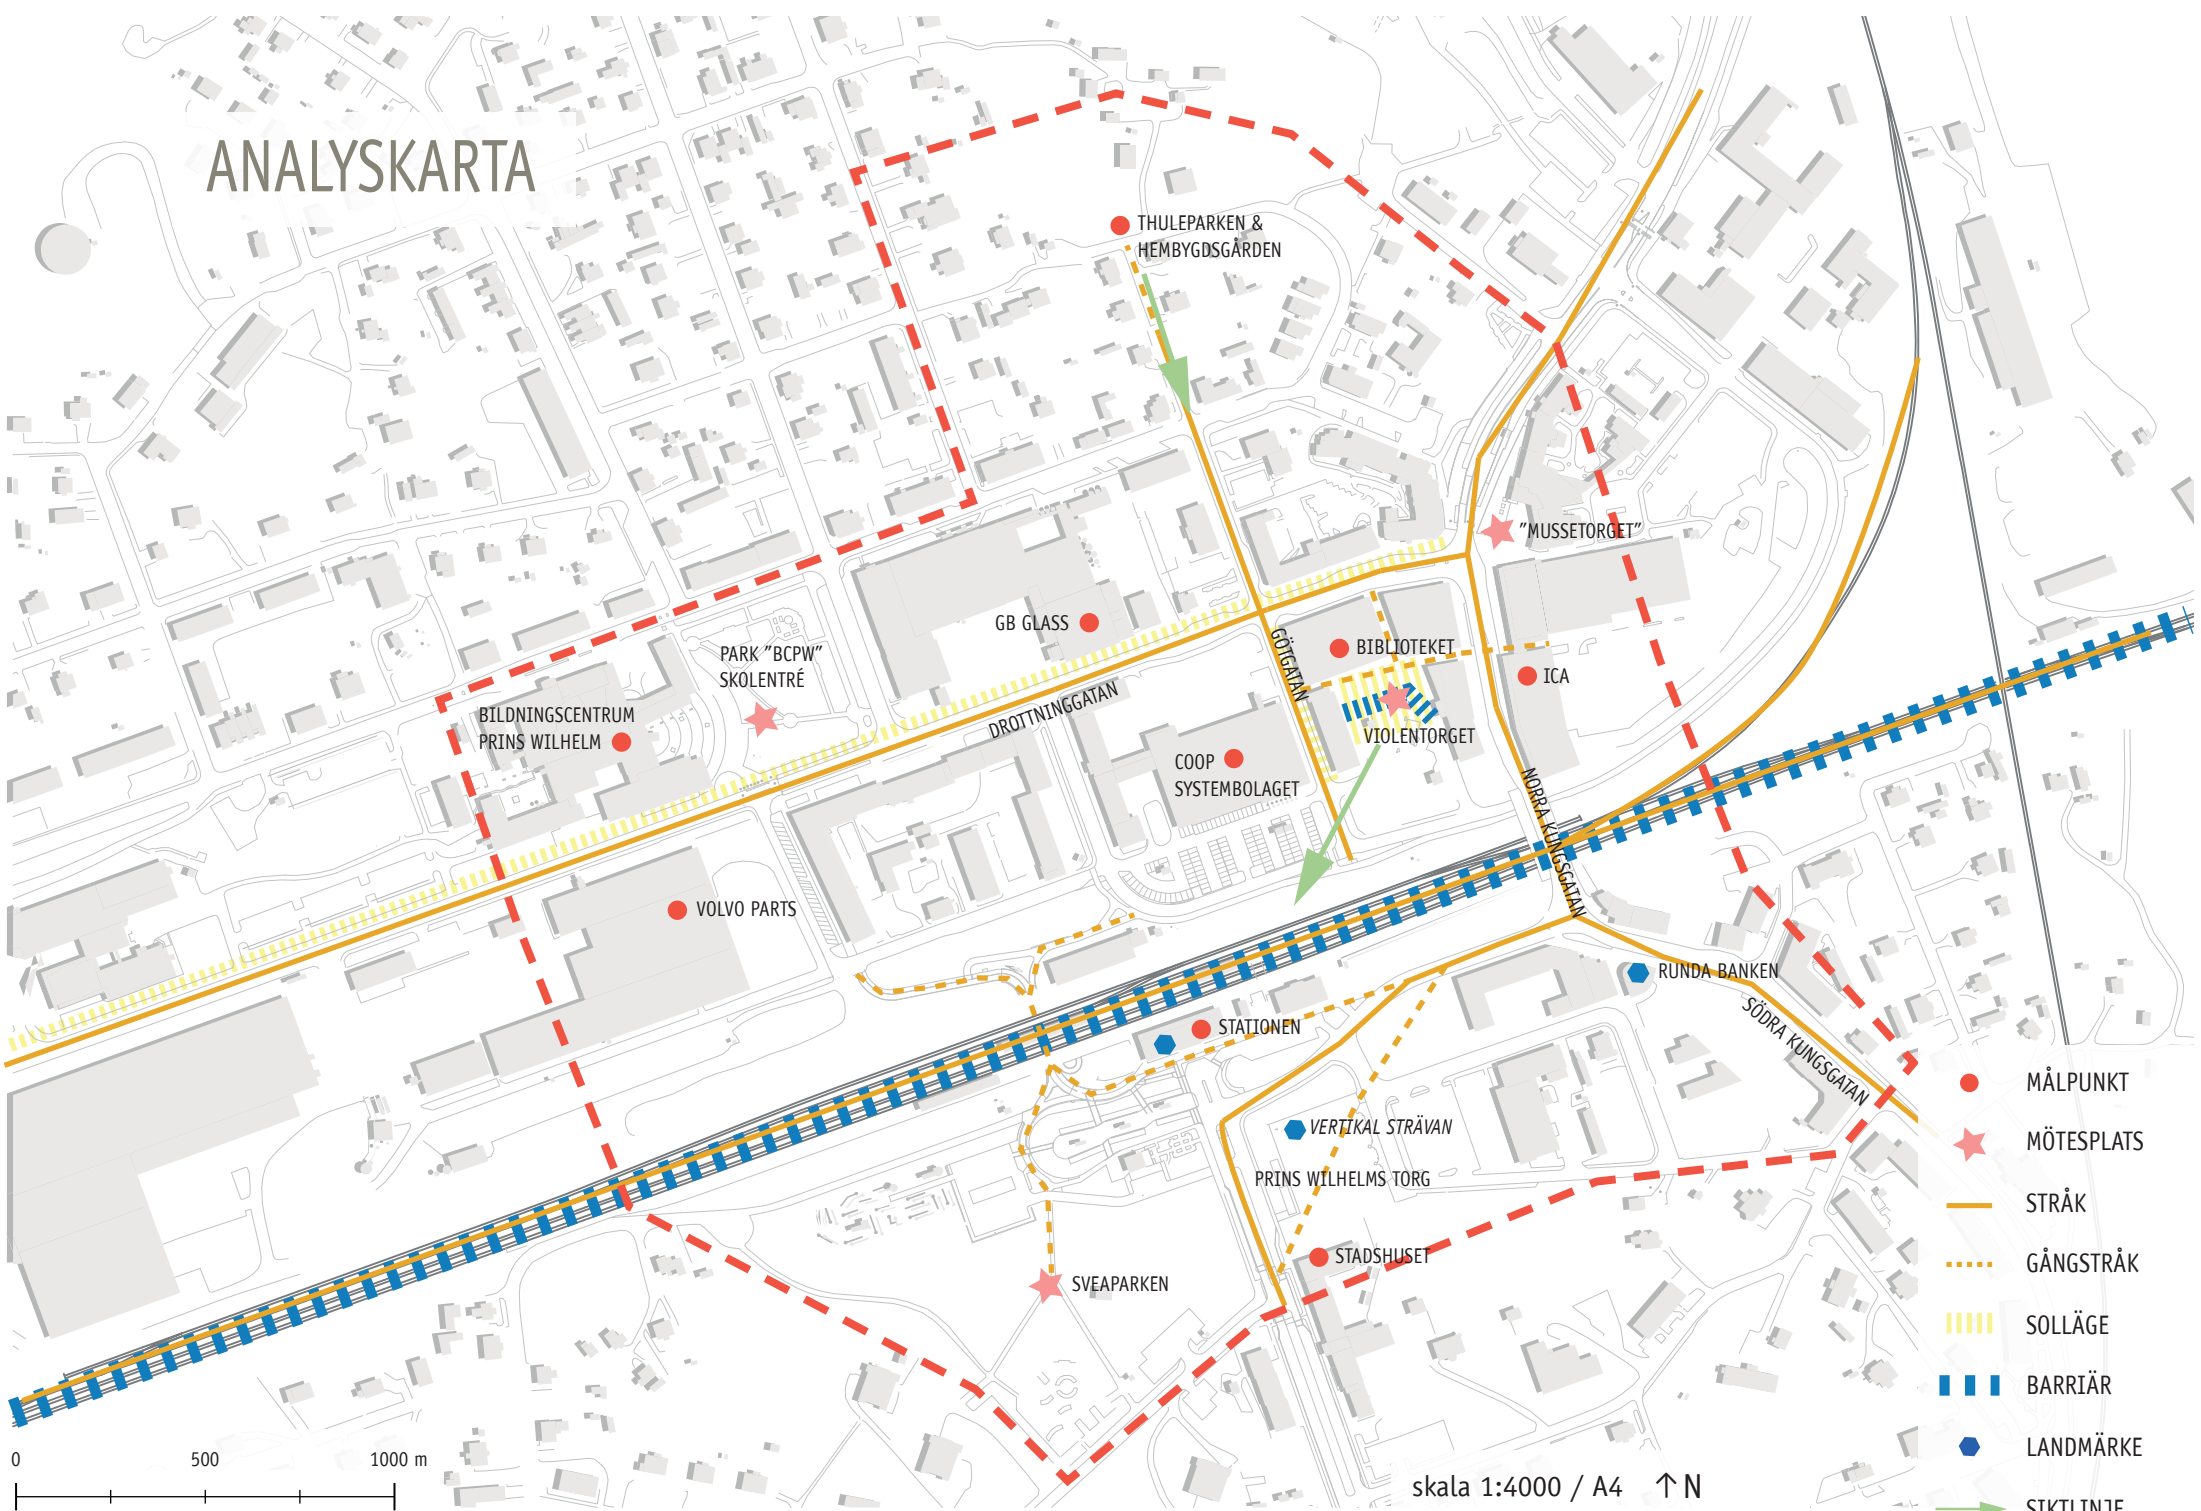 ANALYSKARTA
THULEPARKEN &
HEMBYGDSGÅRDEN
"MUSSETORGET"
GB GLASS
PARK "BCPW"
SKOLENTRÉ
BILDNINGSCENTRUM
PRINS WILHELM
DROTTNINGGATAN
GÖTGATAN
BIBLIOTEKET
ICA
VIOLENTORGET
COOP
SYSTEMBOLAGET
NORRA KUNGSGATAN
VOLVO PARTS
RUNDA BANKEN
SÖDRA KUNGSGATAN
STATIONEN
VERTIKAL STRÄVAN
PRINS WILHELMS TORG
STADSHUSET
SVEAPARKEN
MÅLPUNKT
MÖTESPLATS
STRÅK
GÅNGSTRÅK
SOLLÄGE
BARRIÄR
LANDMÄRKE
SIKTLINJE
0 500 1000 m
skala 1:4000 / A4 ↑N